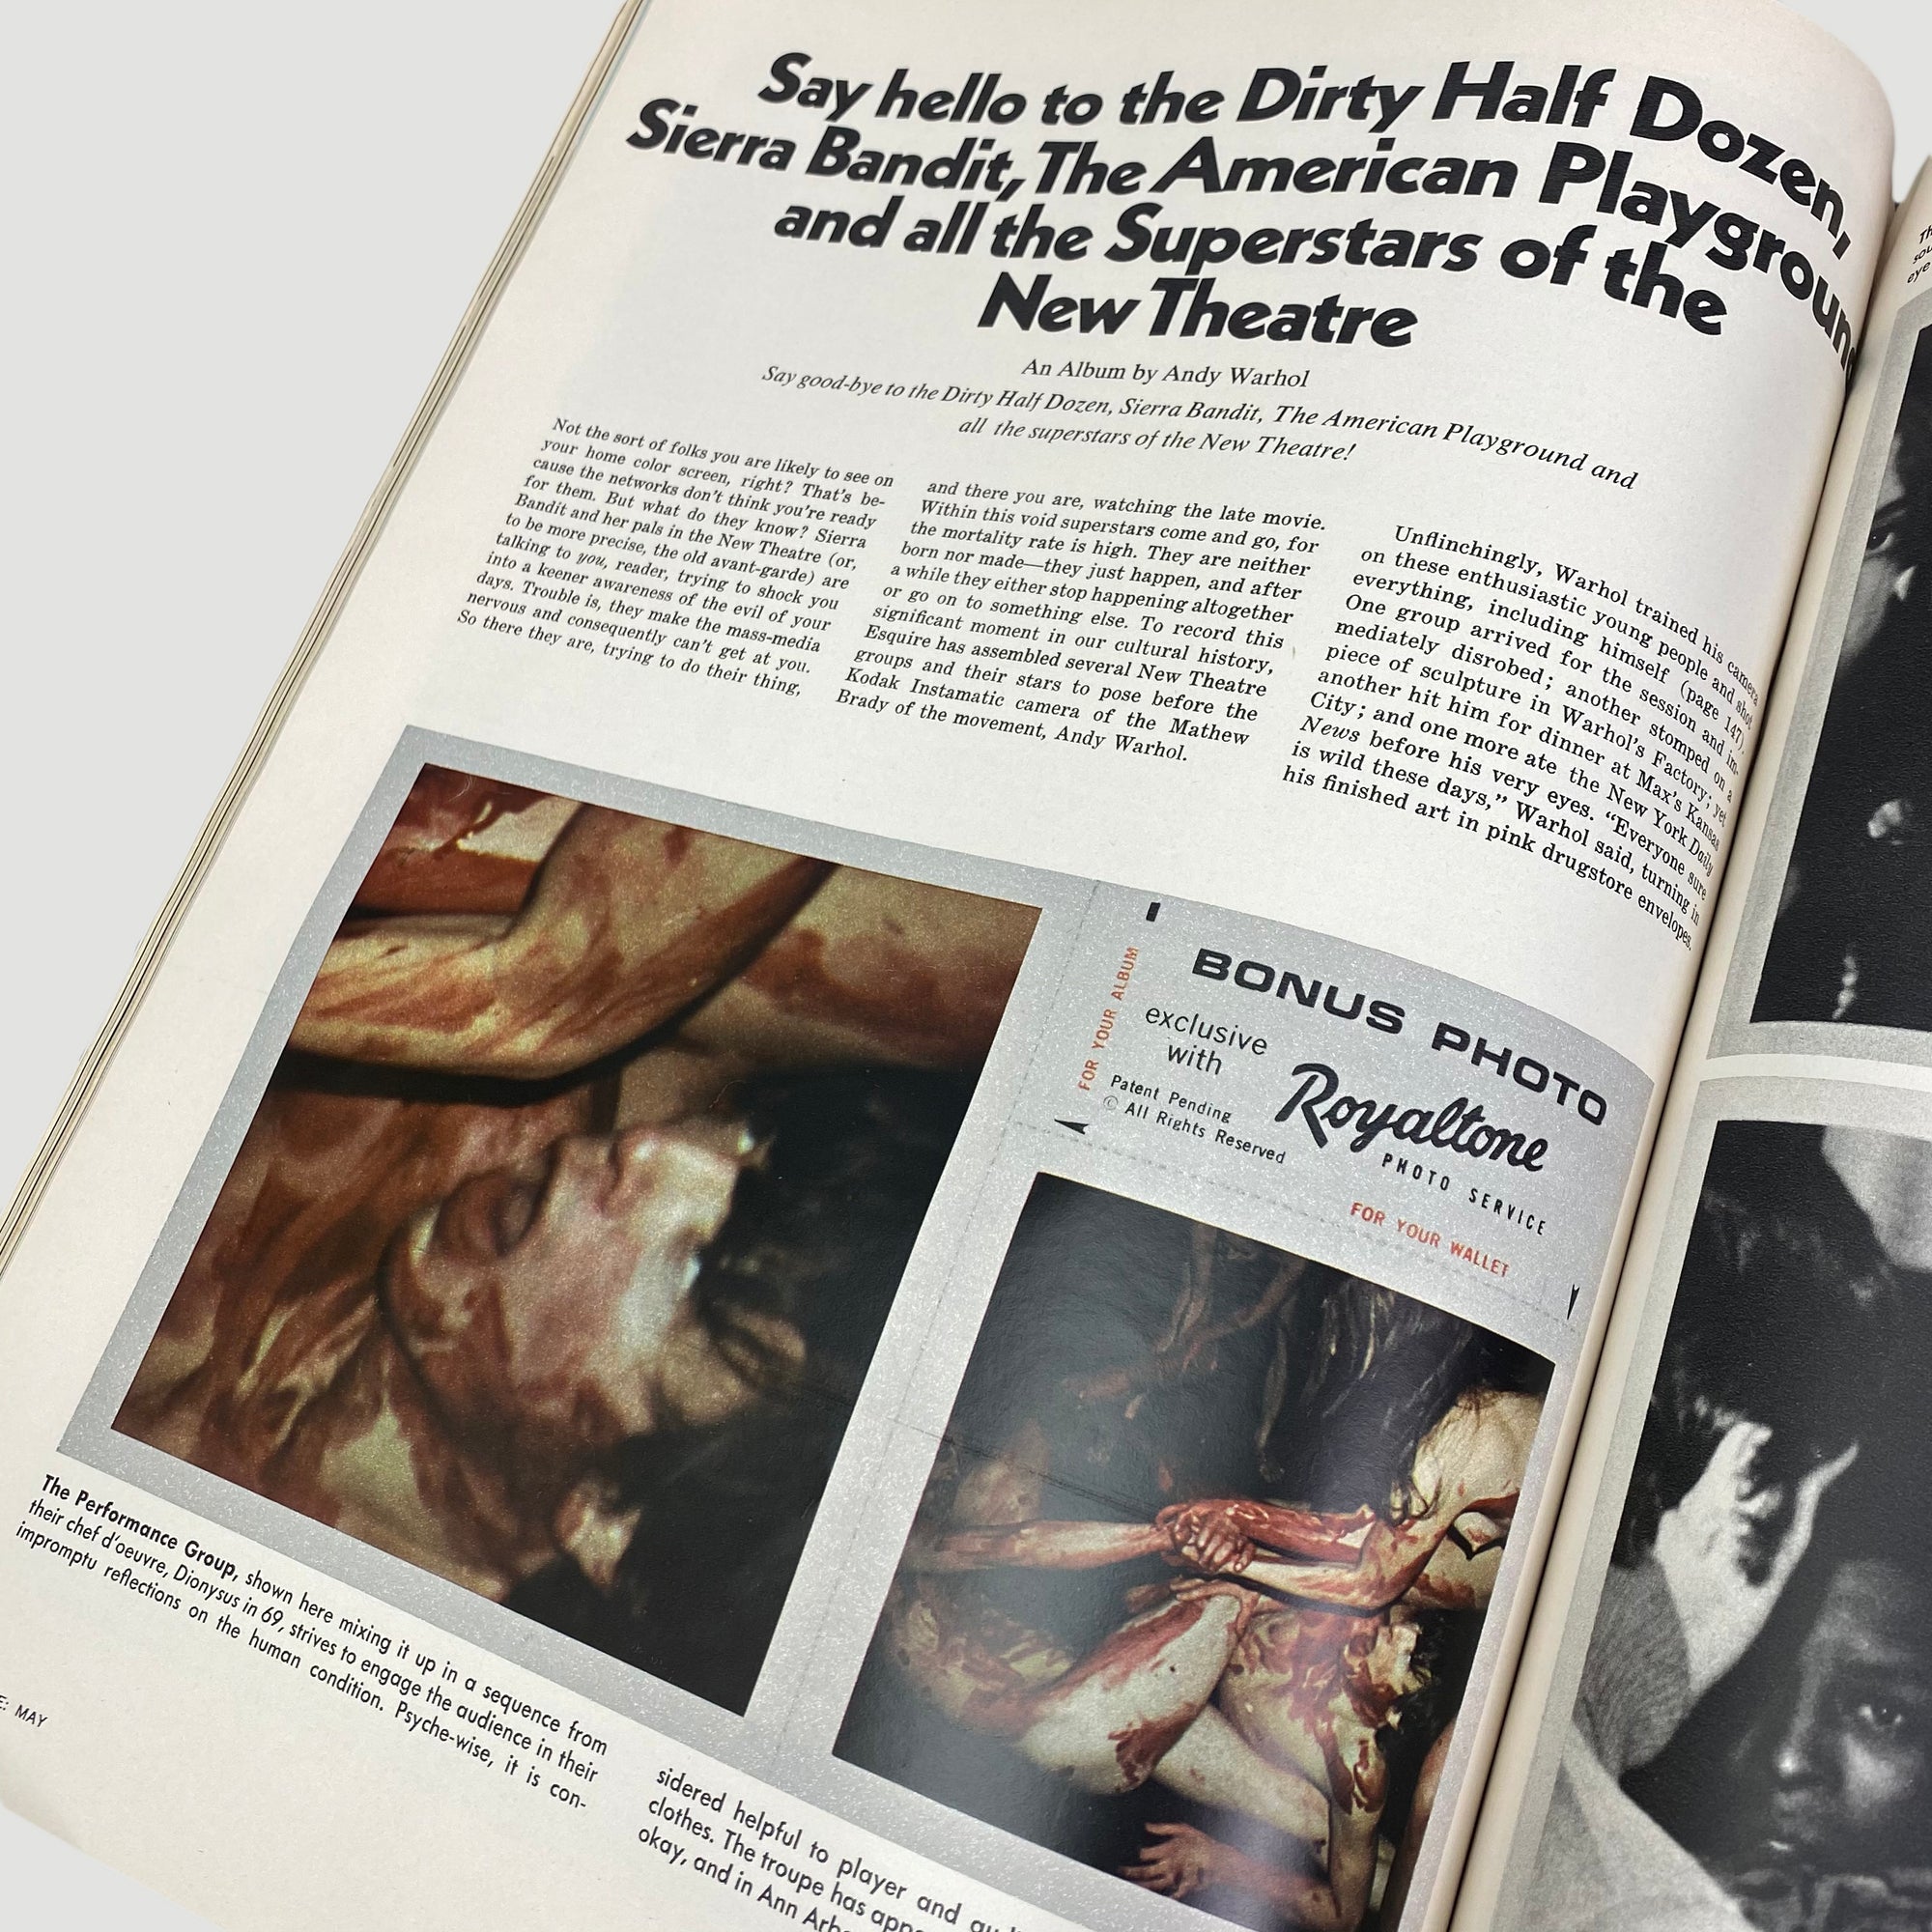 Say hello to the Dirty Half Dozen,
Sierra Bandit, The American Playground
and all the Superstars of the
New Theatre
An Album by Andy Warhol
Say good-bye to the Dirty Half Dozen, Sierra Bandit, The American Playground and
all the superstars of the New Theatre!
Not the sort of folks you are likely to see on
your home color screen, right? That's be-
cause the networks don't think you're ready
for them. But what do they know? Sierra
Bandit and her pals in the New Theatre (or,
to be more precise, the old avant-garde) are
talking to you, reader, trying to shock you
into a keener awareness of the evil of your
days. Trouble is, they make the mass-media
nervous and consequently can't get at you.
So there they are, trying to do their thing,
and there you are, watching the late movie.
Within this void superstars come and go, for
the mortality rate is high. They are neither
born nor made—they just happen, and after
a while they either stop happening altogether
or go on to something else. To record this
significant moment in our cultural history,
Esquire has assembled several New Theatre
groups and their stars to pose before the
Kodak Instamatic camera of the Mathew
Brady of the movement, Andy Warhol.
Unflinchingly, Warhol trained his camera
on these enthusiastic young people and shot
everything, including himself (page 147).
One group arrived for the session and im-
mediately disrobed; another stomped on a
piece of sculpture in Warhol's Factory; yet
another hit him for dinner at Max's Kansas
City; and one more ate the New York Daily
News before his very eyes. "Everyone sure
is wild these days," Warhol said, turning in
his finished art in pink drugstore envelopes.
BONUS PHOTO
exclusive
with
Royaltone
PHOTO SERVICE
Patent Pending
© All Rights Reserved
FOR YOUR ALBUM
FOR YOUR WALLET
The Performance Group, shown here mixing it up in a sequence from
their chef d'oeuvre, Dionysus in 69, strives to engage the audience in their
impromptu reflections on the human condition. Psyche-wise, it is con-
sidered helpful to player and
clothes. The troupe has
okay, and in Ann
MAY